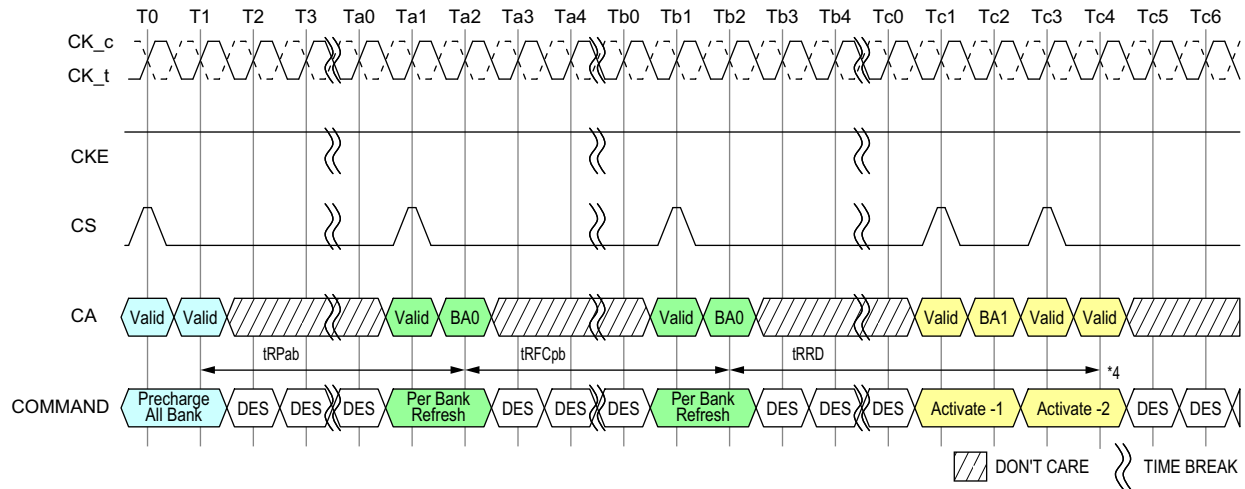 T0 T1 T2 T3 Ta0 Ta1 Ta2 Ta3 Ta4 Tb0 Tb1 Tb2 Tb3 Tb4 Tc0 Tc1 Tc2 Tc3 Tc4 Tc5 Tc6
CK_c
CK_t
CKE
CS
CA Valid Valid Valid BA0 Valid BA0 Valid BA1 Valid Valid
tRPab tRFCpb tRRD *4
COMMAND Precharge All Bank DES DES DES Per Bank Refresh DES DES DES Per Bank Refresh DES DES DES Activate -1 Activate -2 DES DES
DON'T CARE TIME BREAK